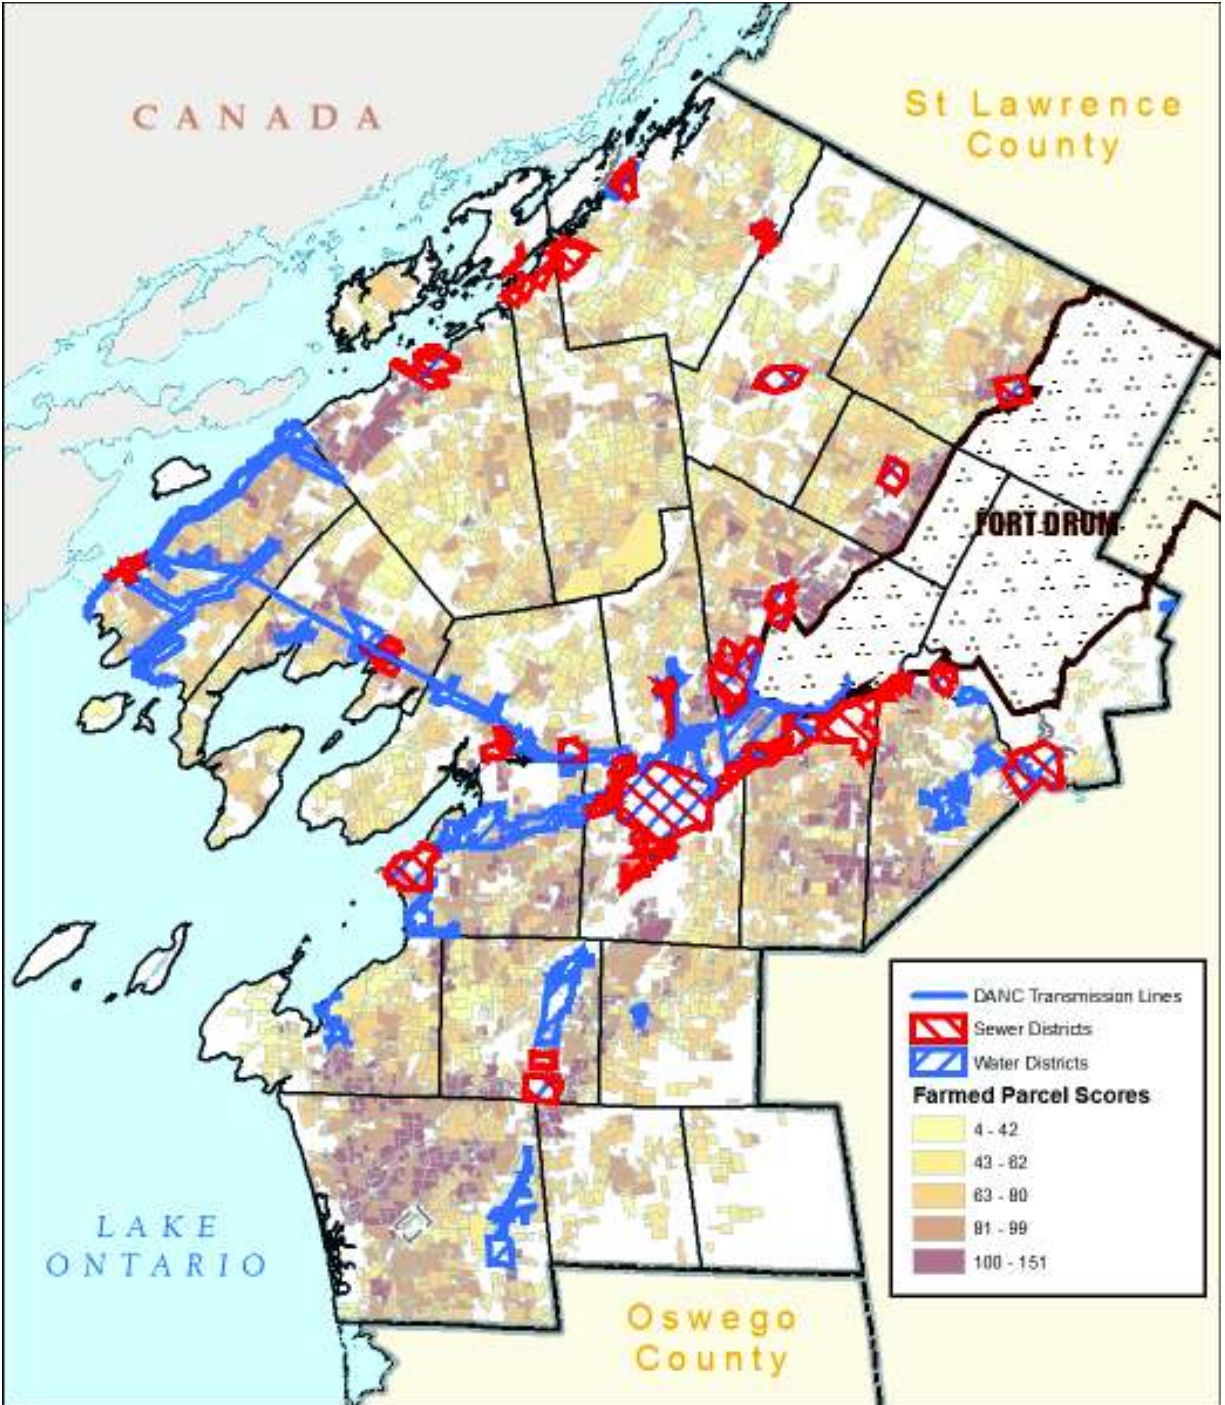 CANADA
St Lawrence
County
FORT DRUM
DANC Transmission Lines
Sewer Districts
Water Districts
Farmed Parcel Scores
4 - 42
43 - 62
63 - 80
81 - 99
100 - 151
LAKE
ONTARIO
Oswego
County